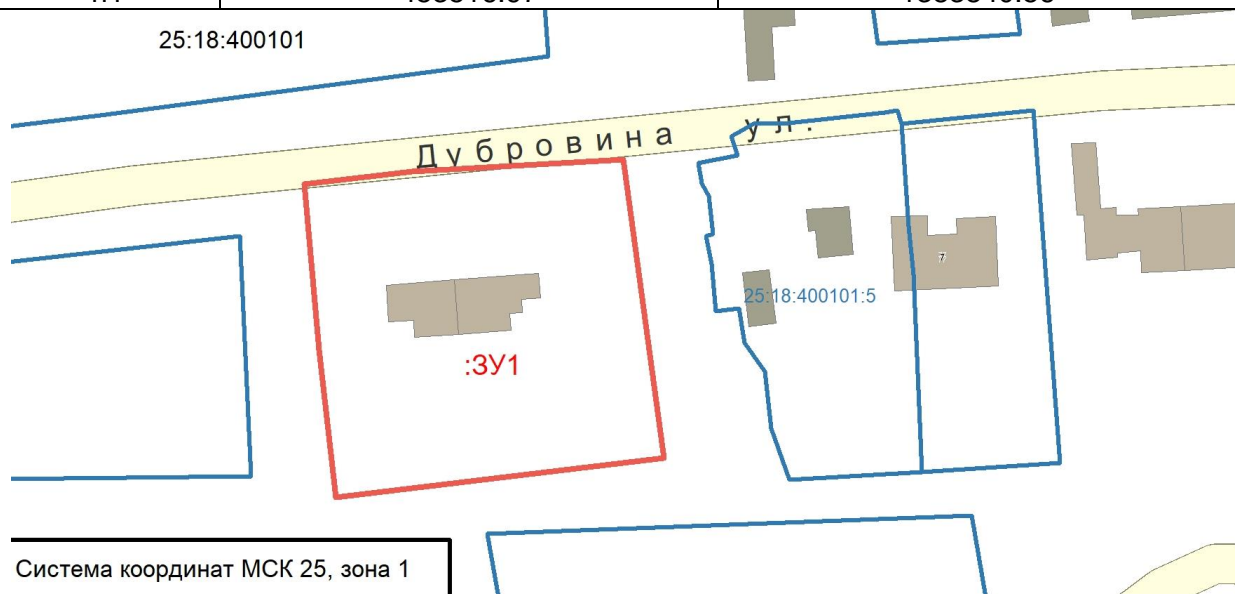 25:18:400101
Дубровина ул.
7
25:18:400101:5
:ЗУ1
Система координат МСК 25, зона 1